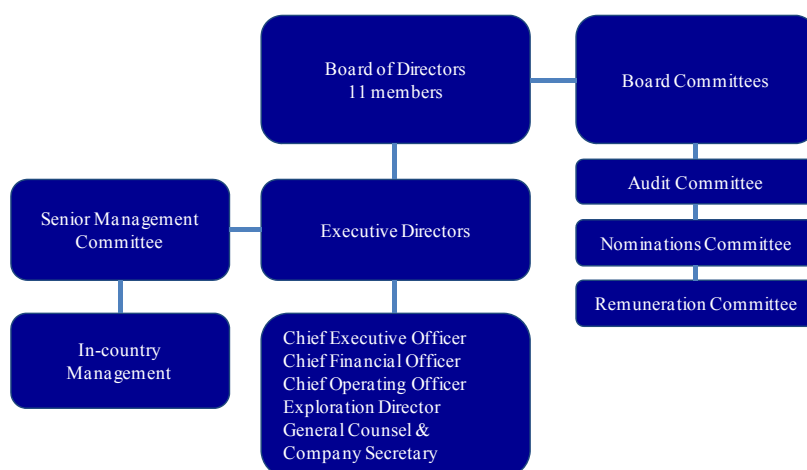 Board of Directors
11 members
Board Committees
Audit Committee
Senior Management
Committee
Executive Directors
Nominations Committee
Remuneration Committee
In-country
Management
Chief Executive Officer
Chief Financial Officer
Chief Operating Officer
Exploration Director
General Counsel &
Company Secretary